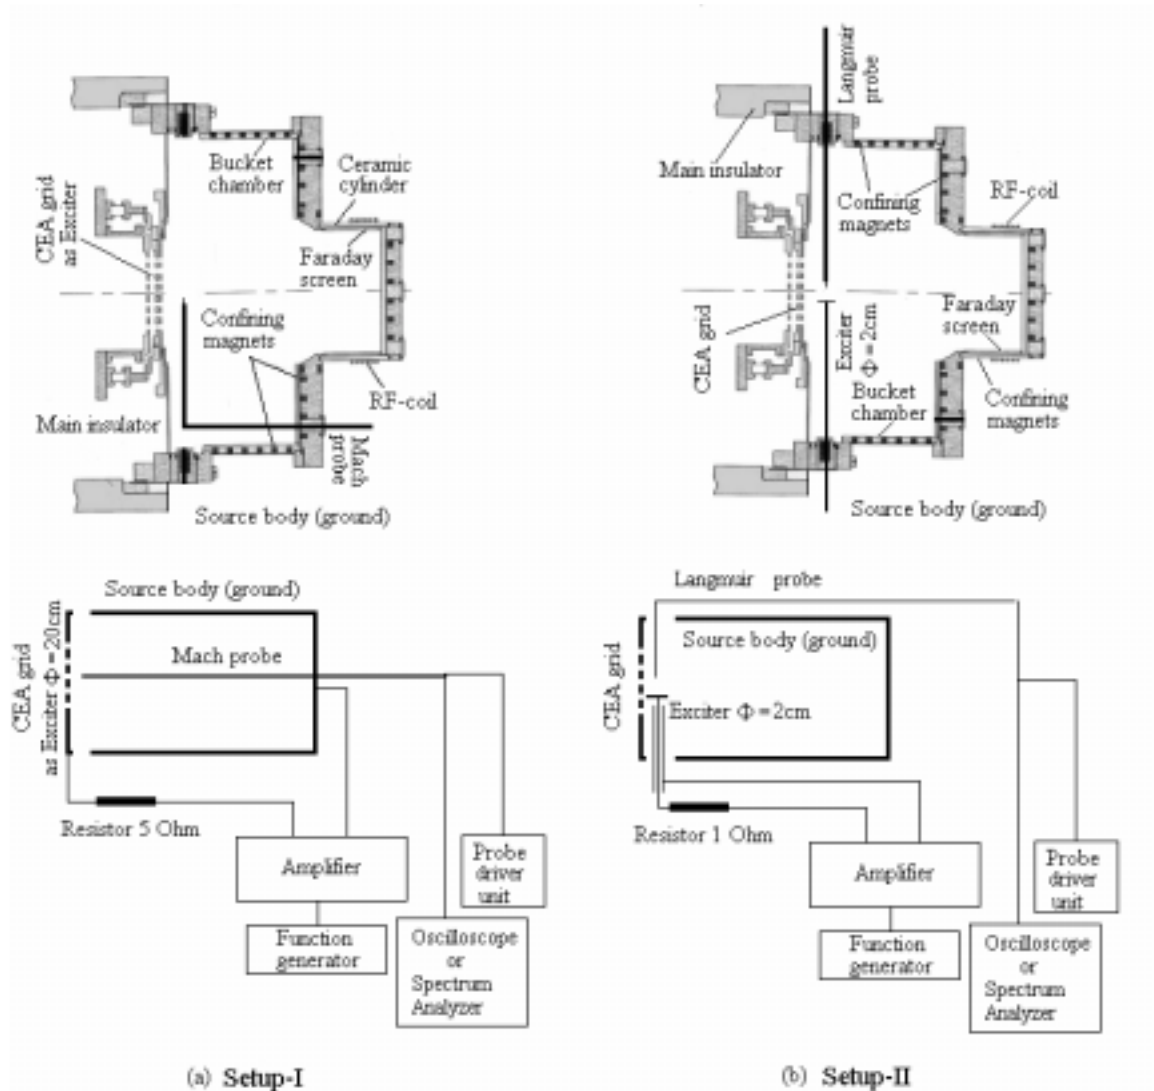 CEA grid
as Exciter
Bucket
chamber
Ceramic
cylinder
Faraday
screen
Confining
magnets
RF-coil
Main insulator
Mach
probe
Source body (ground)
Langmuir
probe
Main insulator
Confining
magnets
RF-coil
CEA grid
Exciter
Φ = 2cm
Faraday
screen
Bucket
chamber
Confining
magnets
Source body (ground)
Source body (ground)
CEA grid
as Exciter Φ = 20cm
Mach probe
Resistor 5 Ohm
Amplifier
Probe
driver
unit
Function
generator
Oscilloscope
or
Spectrum
Analyzer
Langmuir probe
CEA grid
Source body (ground)
Exciter Φ = 2cm
Resistor 1 Ohm
Amplifier
Probe
driver
unit
Function
generator
Oscilloscope
or
Spectrum
Analyzer
(a) Setup-I
(b) Setup-II